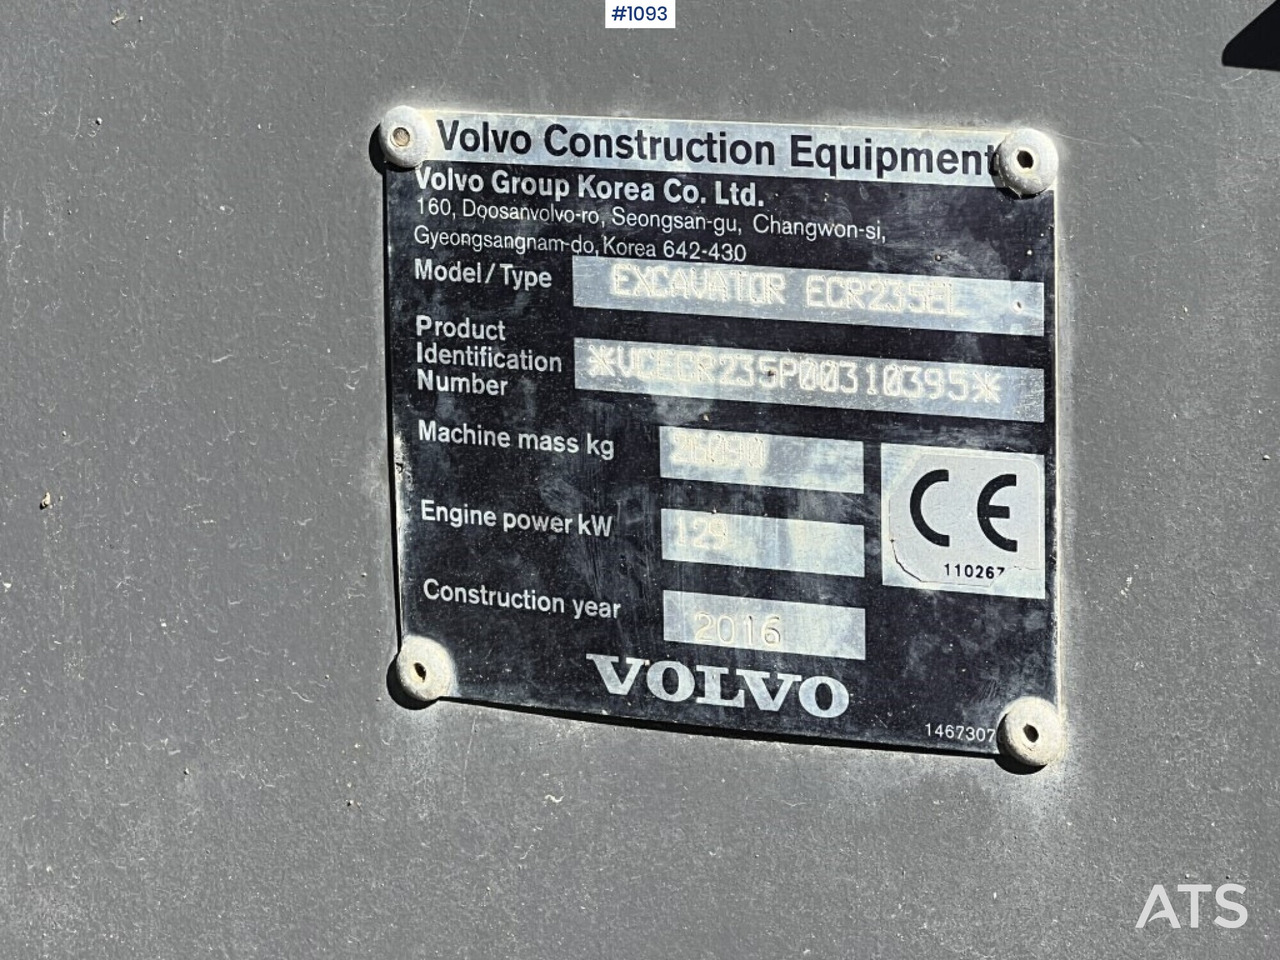 #1093
Volvo Construction Equipment
Volvo Group Korea Co. Ltd.
160, Doosanvolvo-ro, Seongsan-gu, Changwon-si,
Gyeongsangnam-do, Korea 642-430
Model/Type EXCAVATOR ECR235EL
Product
Identification
Number *VCECR235P00310395*
Machine mass kg 26090
Engine power kW 129
CE
110267
Construction year 2016
VOLVO
1467307
ATS